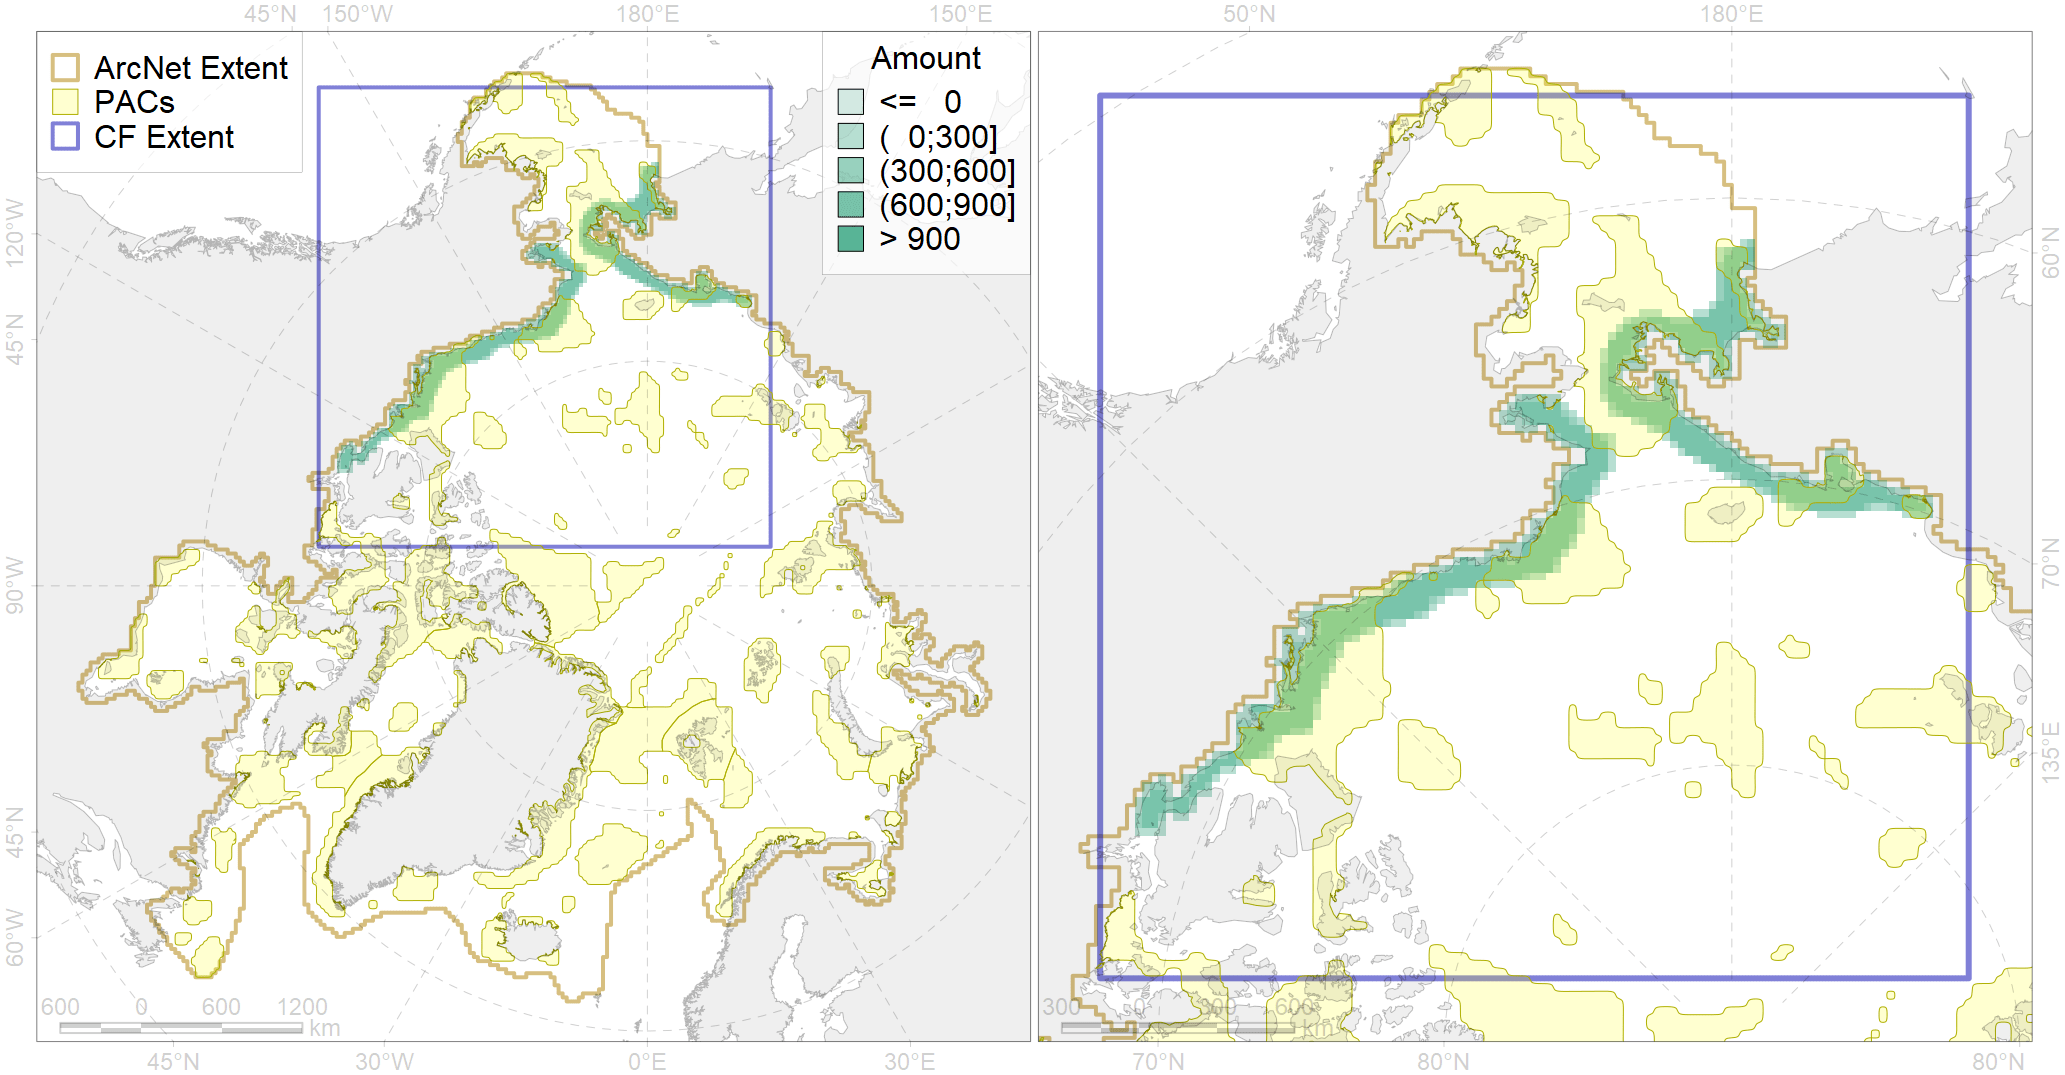 45°N 150°W 180°E 150°E 50°N 180°E
ArcNet Extent
PACs
CF Extent
Amount
<= 0
( 0;300]
(300;600]
(600;900]
> 900
120°W
45°N
90°W
45°N
60°W
60°N
70°N
135°E
600 0 600 1200
km
300 0 300 600
km
45°N 30°W 0°E 30°E 70°N 80°N 80°N